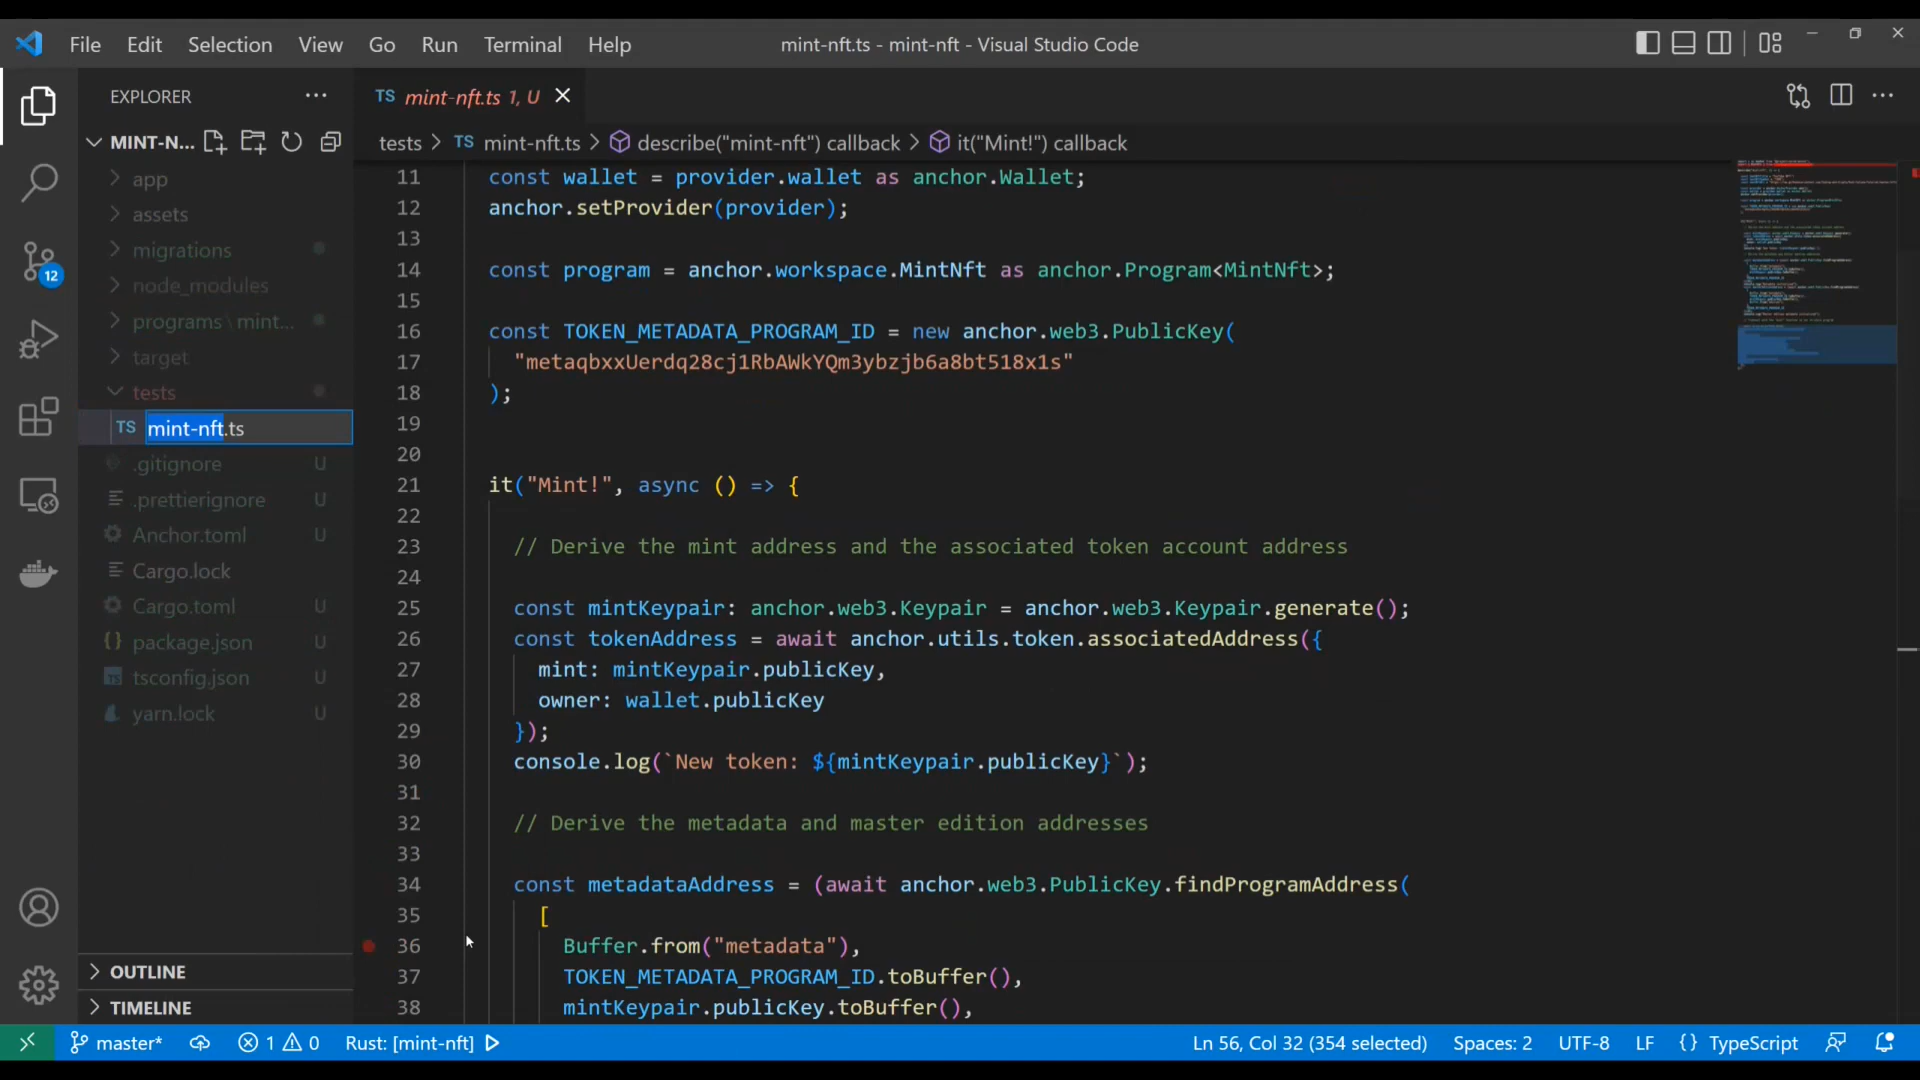 File Edit Selection View Go Run Terminal Help mint-nft.ts - mint-nft - Visual Studio Code
EXPLORER
TS mint-nft.ts 1, U
MINT-N...
tests > TS mint-nft.ts > describe("mint-nft") callback > it("Mint!") callback
app
assets
migrations
node_modules
programs \ mint...
target
tests
TS mint-nft.ts
.gitignore U
.prettierignore U
Anchor.toml U
Cargo.lock
Cargo.toml U
package.json U
tsconfig.json U
yarn.lock U
OUTLINE
TIMELINE
12
11 const wallet = provider.wallet as anchor.Wallet;
12 anchor.setProvider(provider);
13
14 const program = anchor.workspace.MintNft as anchor.Program<MintNft>;
15
16 const TOKEN_METADATA_PROGRAM_ID = new anchor.web3.PublicKey(
17 "metaqbxxUerdq28cj1RbAWkYQm3ybzjb6a8bt518x1s"
18 );
19
20
21 it("Mint!", async () => {
22
23 // Derive the mint address and the associated token account address
24
25 const mintKeypair: anchor.web3.Keypair = anchor.web3.Keypair.generate();
26 const tokenAddress = await anchor.utils.token.associatedAddress({
27 mint: mintKeypair.publicKey,
28 owner: wallet.publicKey
29 });
30 console.log(`New token: ${mintKeypair.publicKey}`);
31
32 // Derive the metadata and master edition addresses
33
34 const metadataAddress = (await anchor.web3.PublicKey.findProgramAddress(
35 [
36 Buffer.from("metadata"),
37 TOKEN_METADATA_PROGRAM_ID.toBuffer(),
38 mintKeypair.publicKey.toBuffer(),
master* 1 0 Rust: [mint-nft] Ln 56, Col 32 (354 selected) Spaces: 2 UTF-8 LF {} TypeScript